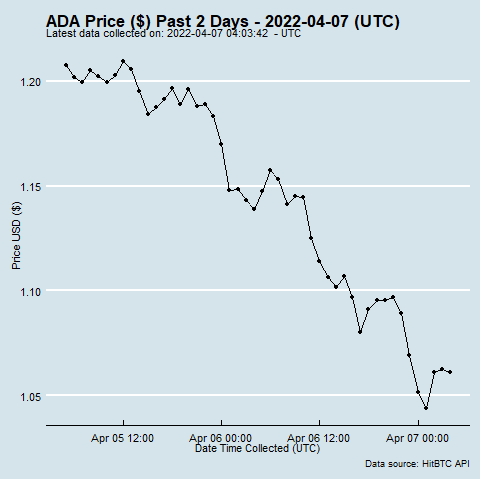 ADA Price ($) Past 2 Days - 2022-04-07 (UTC)
Latest data collected on: 2022-04-07 04:03:42 - UTC
1.20
1.15
1.10
1.05
Price USD ($)
Apr 05 12:00 Apr 06 00:00 Apr 06 12:00 Apr 07 00:00
Date Time Collected (UTC)
Data source: HitBTC API